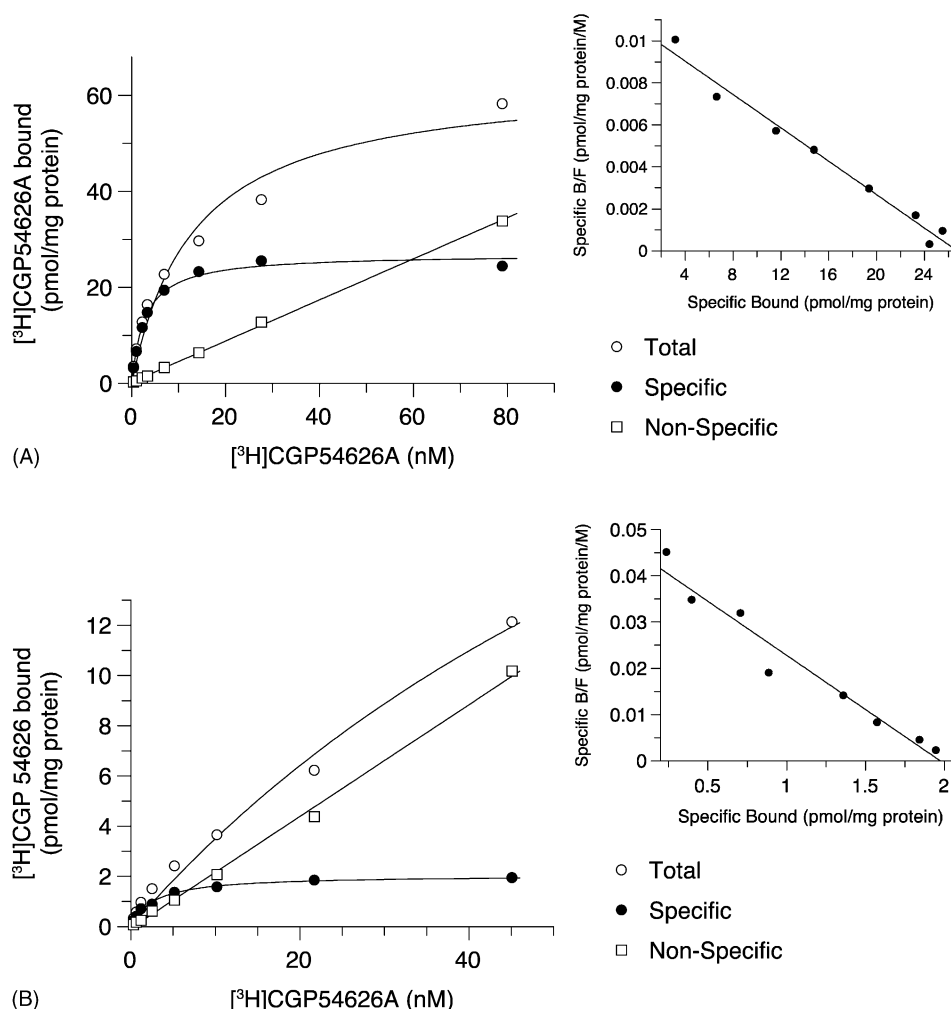 [³H]CGP54626A bound
(pmol/mg protein)
60
40
20
0
0 20 40 60 80
[³H]CGP54626A (nM)
(A)
Specific B/F (pmol/mg protein/M)
0.01
0.008
0.006
0.004
0.002
0
4 8 12 16 20 24
Specific Bound (pmol/mg protein)
Total
Specific
Non-Specific
[³H]CGP 54626 bound
(pmol/mg protein)
12
10
8
6
4
2
0
0 20 40
[³H]CGP54626A (nM)
(B)
Specific B/F (pmol/mg protein/M)
0.05
0.04
0.03
0.02
0.01
0
0.5 1 1.5 2
Specific Bound (pmol/mg protein)
Total
Specific
Non-Specific